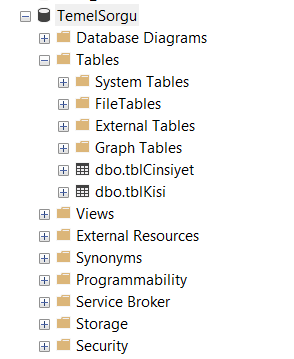 TemelSorgu
Database Diagrams
Tables
System Tables
FileTables
External Tables
Graph Tables
dbo.tblCinsiyet
dbo.tblKisi
Views
External Resources
Synonyms
Programmability
Service Broker
Storage
Security